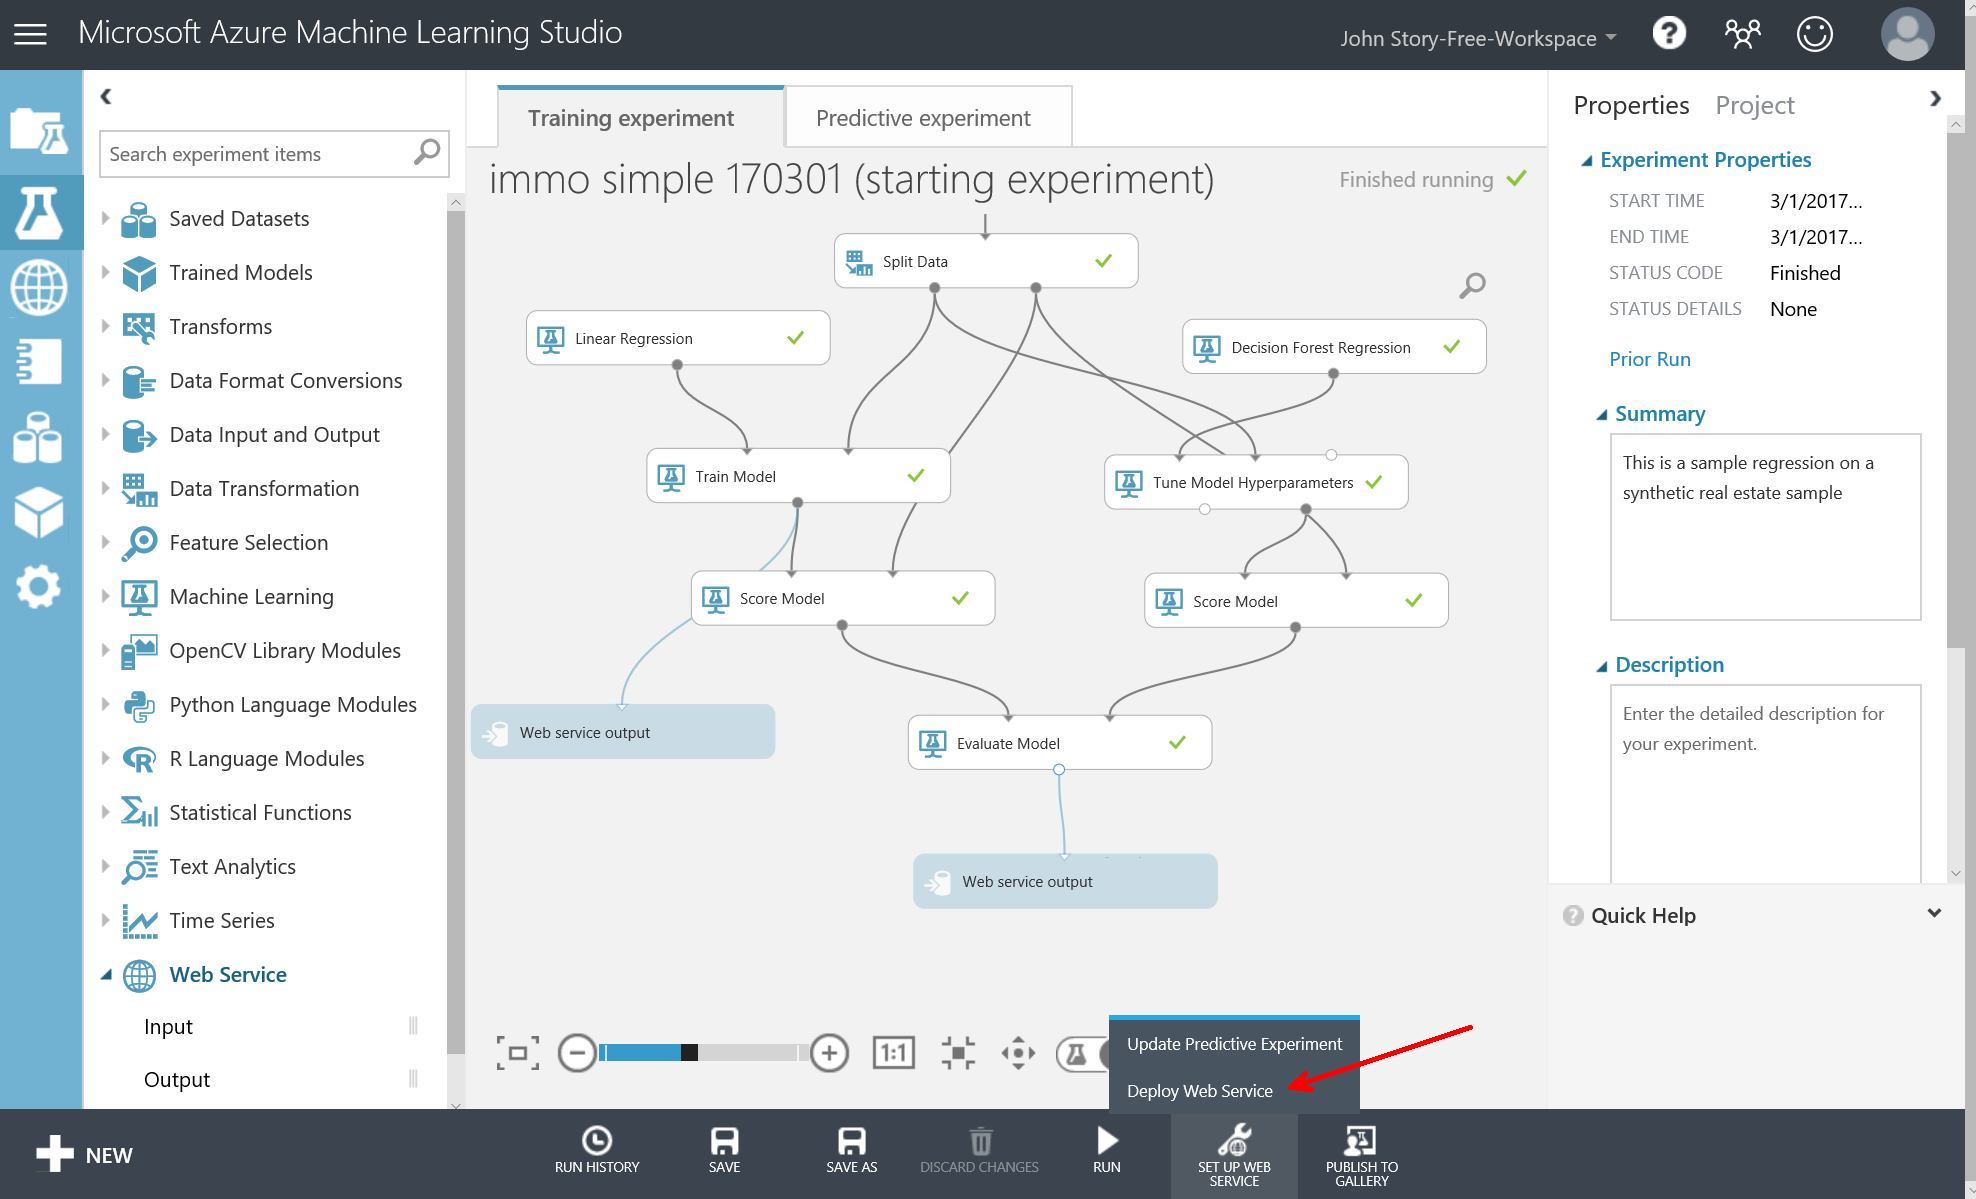 Microsoft Azure Machine Learning Studio
John Story-Free-Workspace
?
Search experiment items
Saved Datasets
Trained Models
Transforms
Data Format Conversions
Data Input and Output
Data Transformation
Feature Selection
Machine Learning
OpenCV Library Modules
Python Language Modules
R Language Modules
Statistical Functions
Text Analytics
Time Series
Web Service
Input
Output
Training experiment
Predictive experiment
immo simple 170301 (starting experiment)
Finished running
Split Data
Linear Regression
Decision Forest Regression
Train Model
Tune Model Hyperparameters
Score Model
Score Model
Web service output
Evaluate Model
Web service output
1:1
Update Predictive Experiment
Deploy Web Service
Properties
Project
Experiment Properties
START TIME 3/1/2017...
END TIME 3/1/2017...
STATUS CODE Finished
STATUS DETAILS None
Prior Run
Summary
This is a sample regression on a
synthetic real estate sample
Description
Enter the detailed description for
your experiment.
? Quick Help
NEW
RUN HISTORY
SAVE
SAVE AS
DISCARD CHANGES
RUN
SET UP WEB
SERVICE
PUBLISH TO
GALLERY